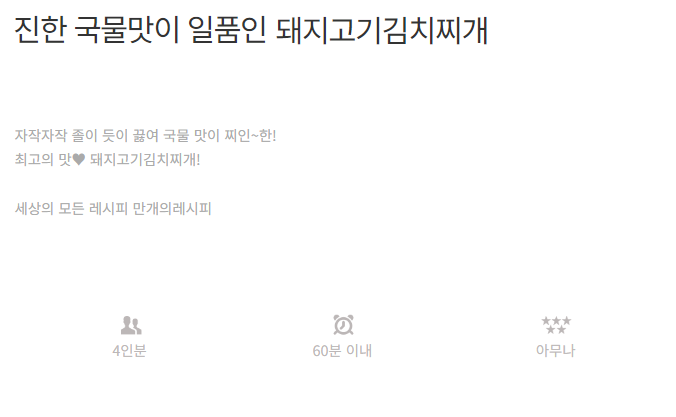 진한 국물맛이 일품인 돼지고기김치찌개
자작자작 졸이 듯이 끓여 국물 맛이 찌인~한!
최고의 맛♥ 돼지고기김치찌개!
세상의 모든 레시피 만개의레시피
4인분
60분 이내
아무나